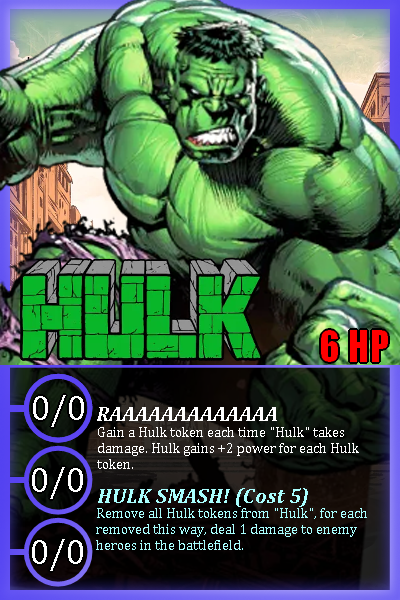 HULK
6 HP
0/0
RAAAAAAAAAAAAA
Gain a Hulk token each time "Hulk" takes
damage. Hulk gains +2 power for each Hulk
token.
0/0
HULK SMASH! (Cost 5)
Remove all Hulk tokens from "Hulk", for each
removed this way, deal 1 damage to enemy
heroes in the battlefield.
0/0